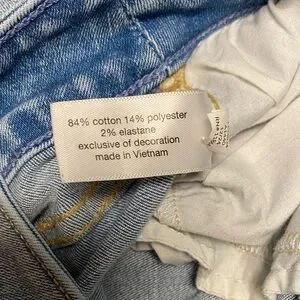 84% cotton 14% polyester
2% elastane
exclusive of decoration
made in Vietnam